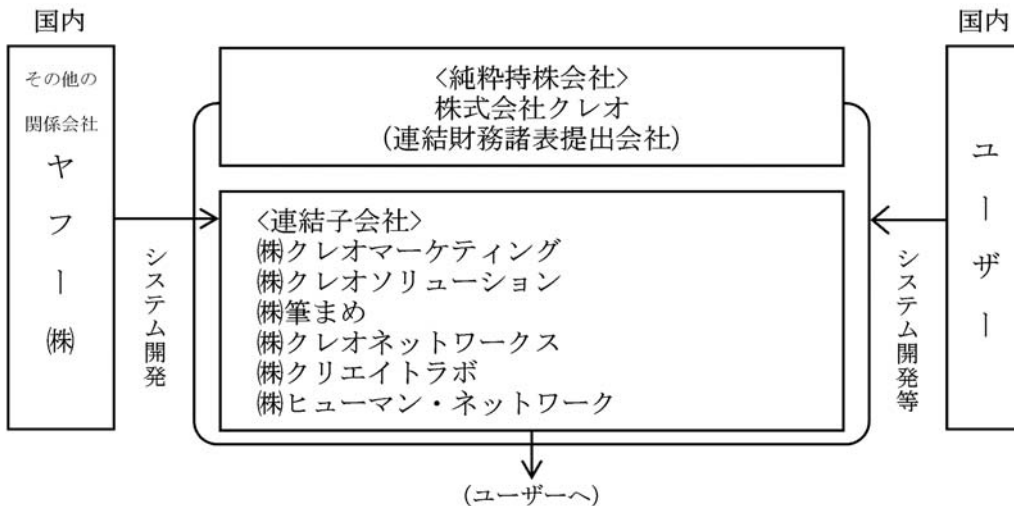 国内
その他の
関係会社
ヤフー㈱
システム開発
<純粋持株会社>
株式会社クレオ
(連結財務諸表提出会社)
<連結子会社>
㈱クレオマーケティング
㈱クレオソリューション
㈱筆まめ
㈱クレオネットワークス
㈱クリエイトラボ
㈱ヒューマン・ネットワーク
(ユーザーへ)
国内
ユーザー
システム開発等